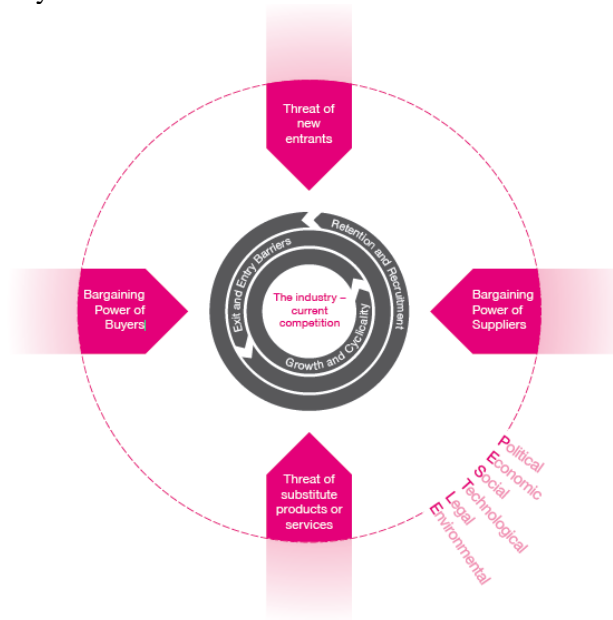 Threat of
new
entrants
Retention and Recruitment
Exit and Entry Barriers
Growth and Cyclicality
The industry –
current
competition
Bargaining
Power of
Buyers
Bargaining
Power of
Suppliers
Threat of
substitute
products or
services
Political
Economic
Social
Technological
Legal
Environmental